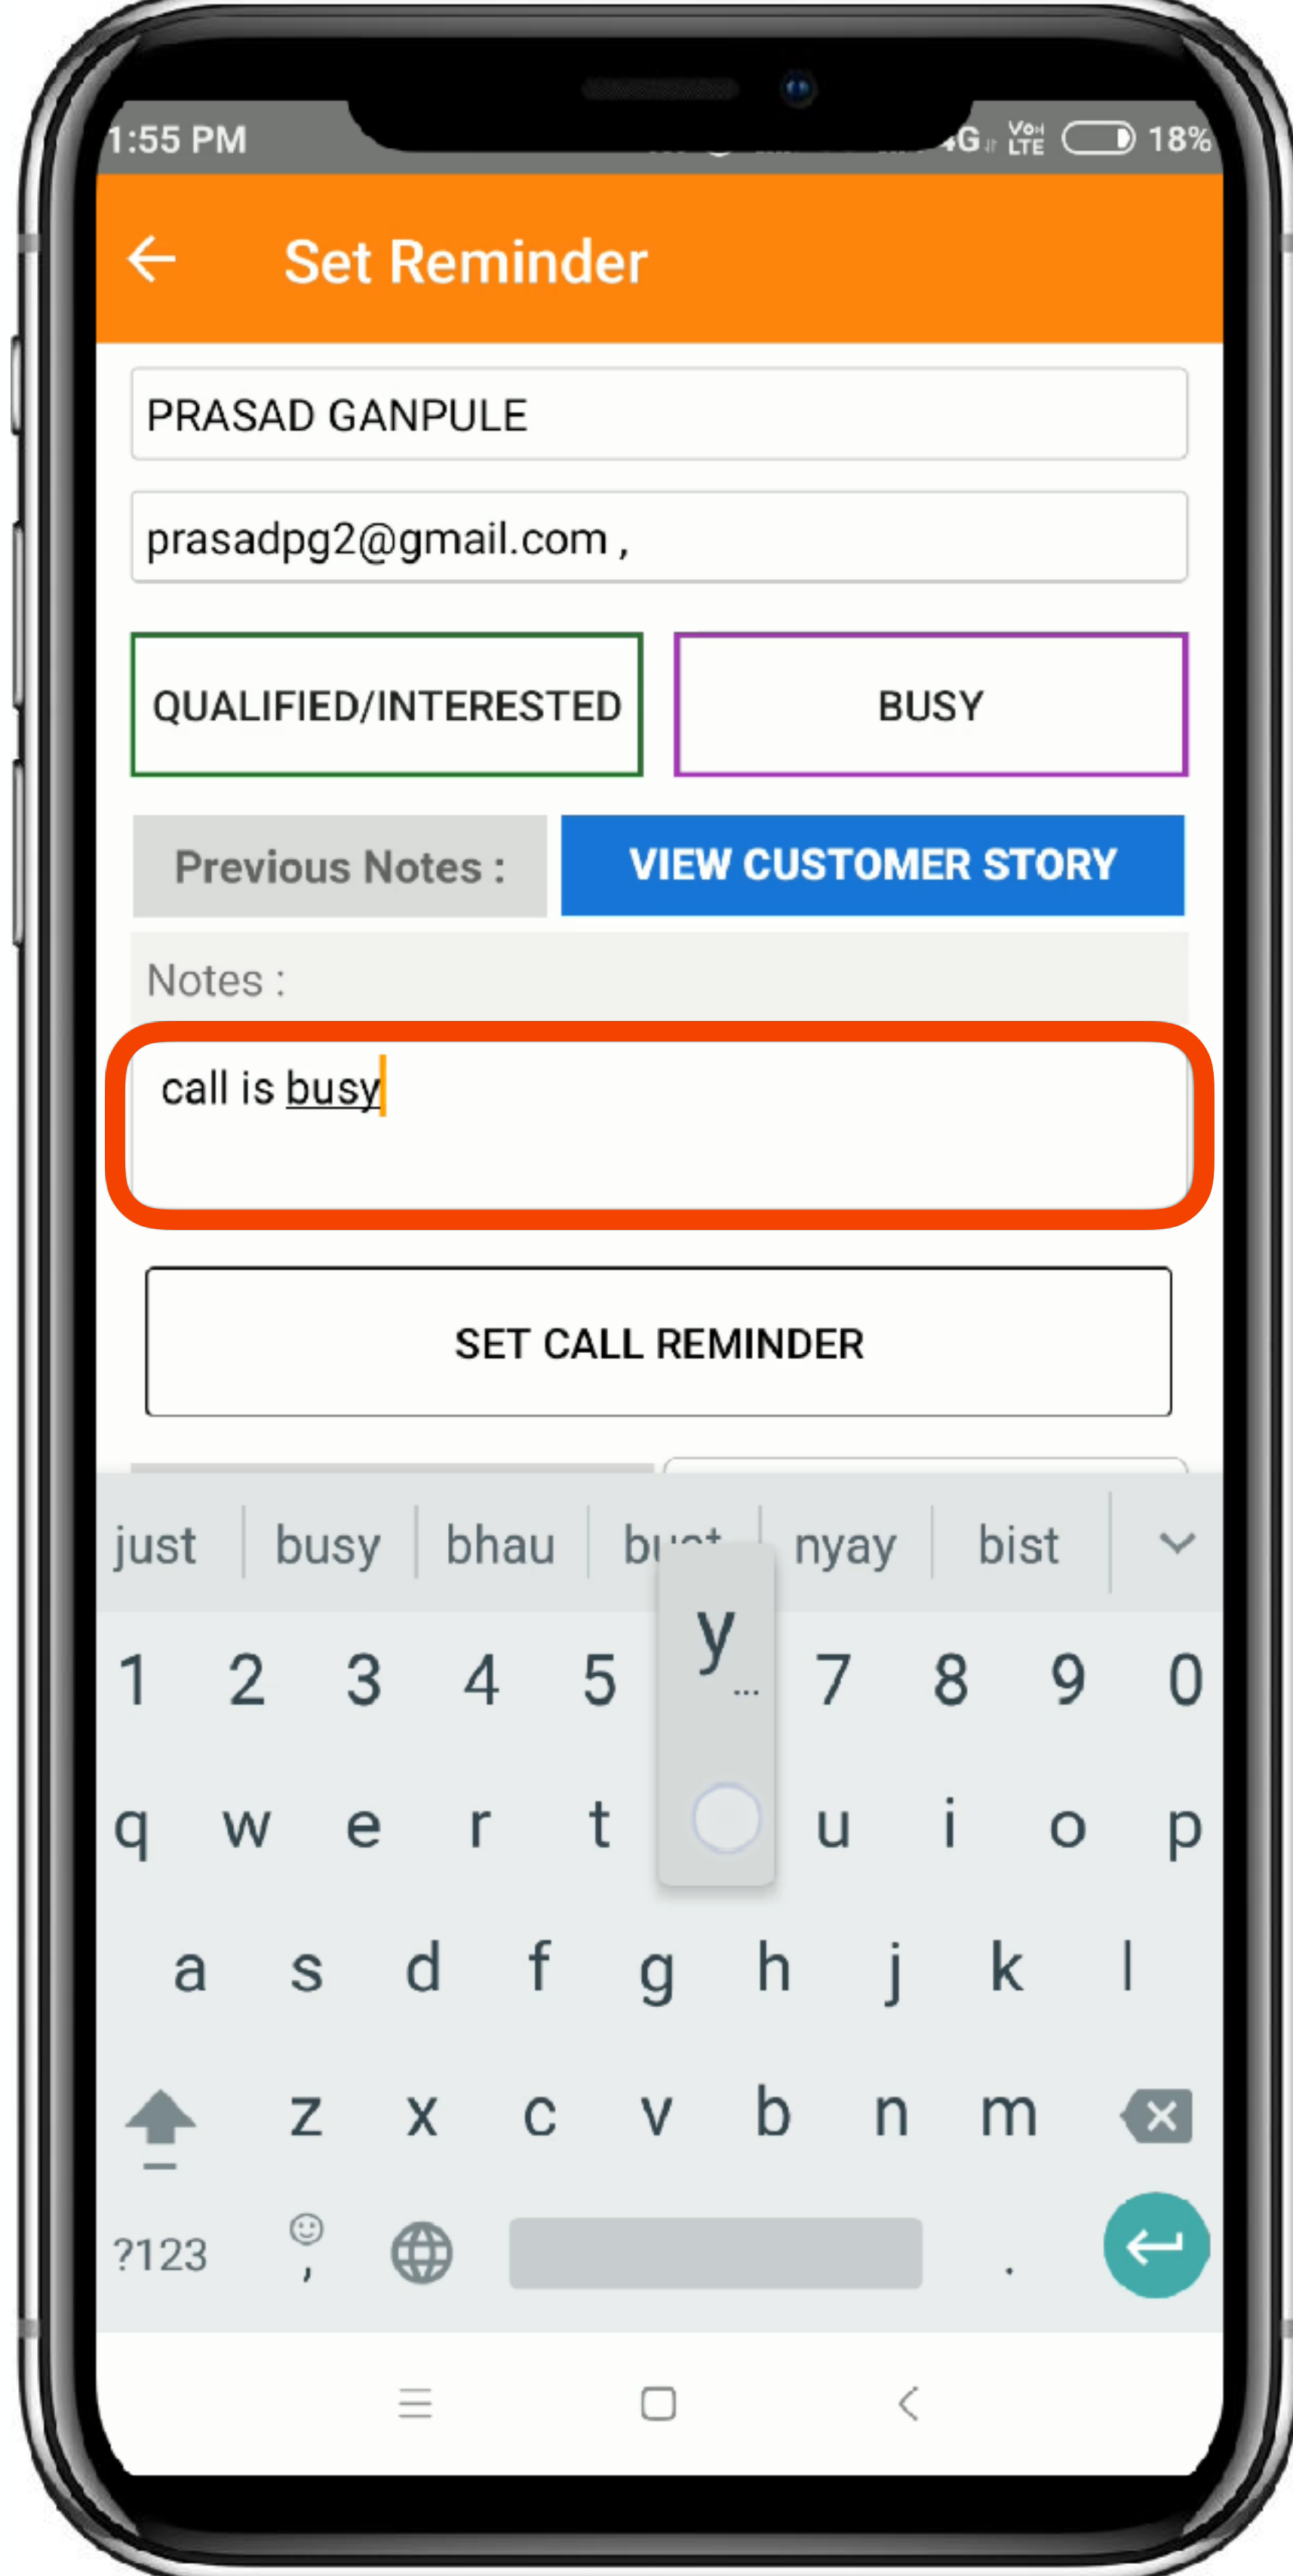 1:55 PM 4G VoLTE 18%
Set Reminder
PRASAD GANPULE
prasadpg2@gmail.com ,
QUALIFIED/INTERESTED BUSY
Previous Notes : VIEW CUSTOMER STORY
Notes :
call is busy
SET CALL REMINDER
just busy bhau nyay bist
y
...
1 2 3 4 5 7 8 9 0
q w e r t u i o p
a s d f g h j k l
z x c v b n m
?123 , .